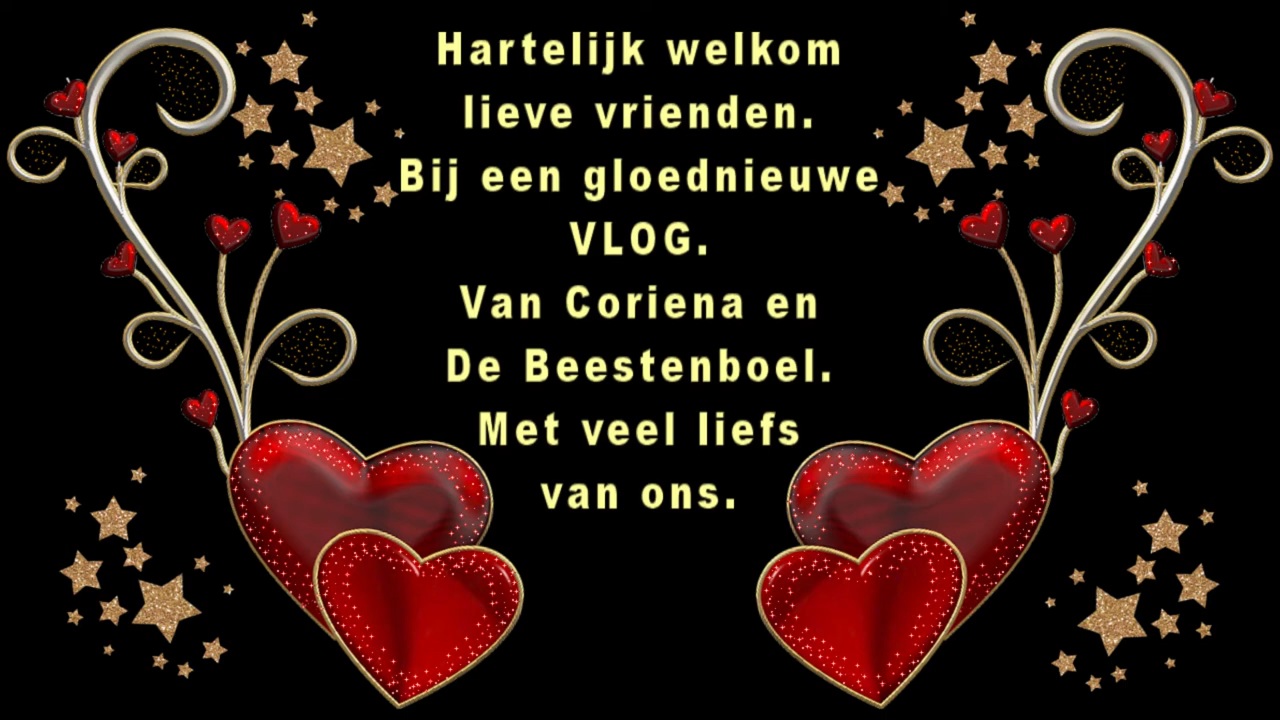 Hartelijk welkom
lieve vrienden.
Bij een gloednieuwe
VLOG.
Van Coriena en
De Beestenboel.
Met veel liefs
van ons.